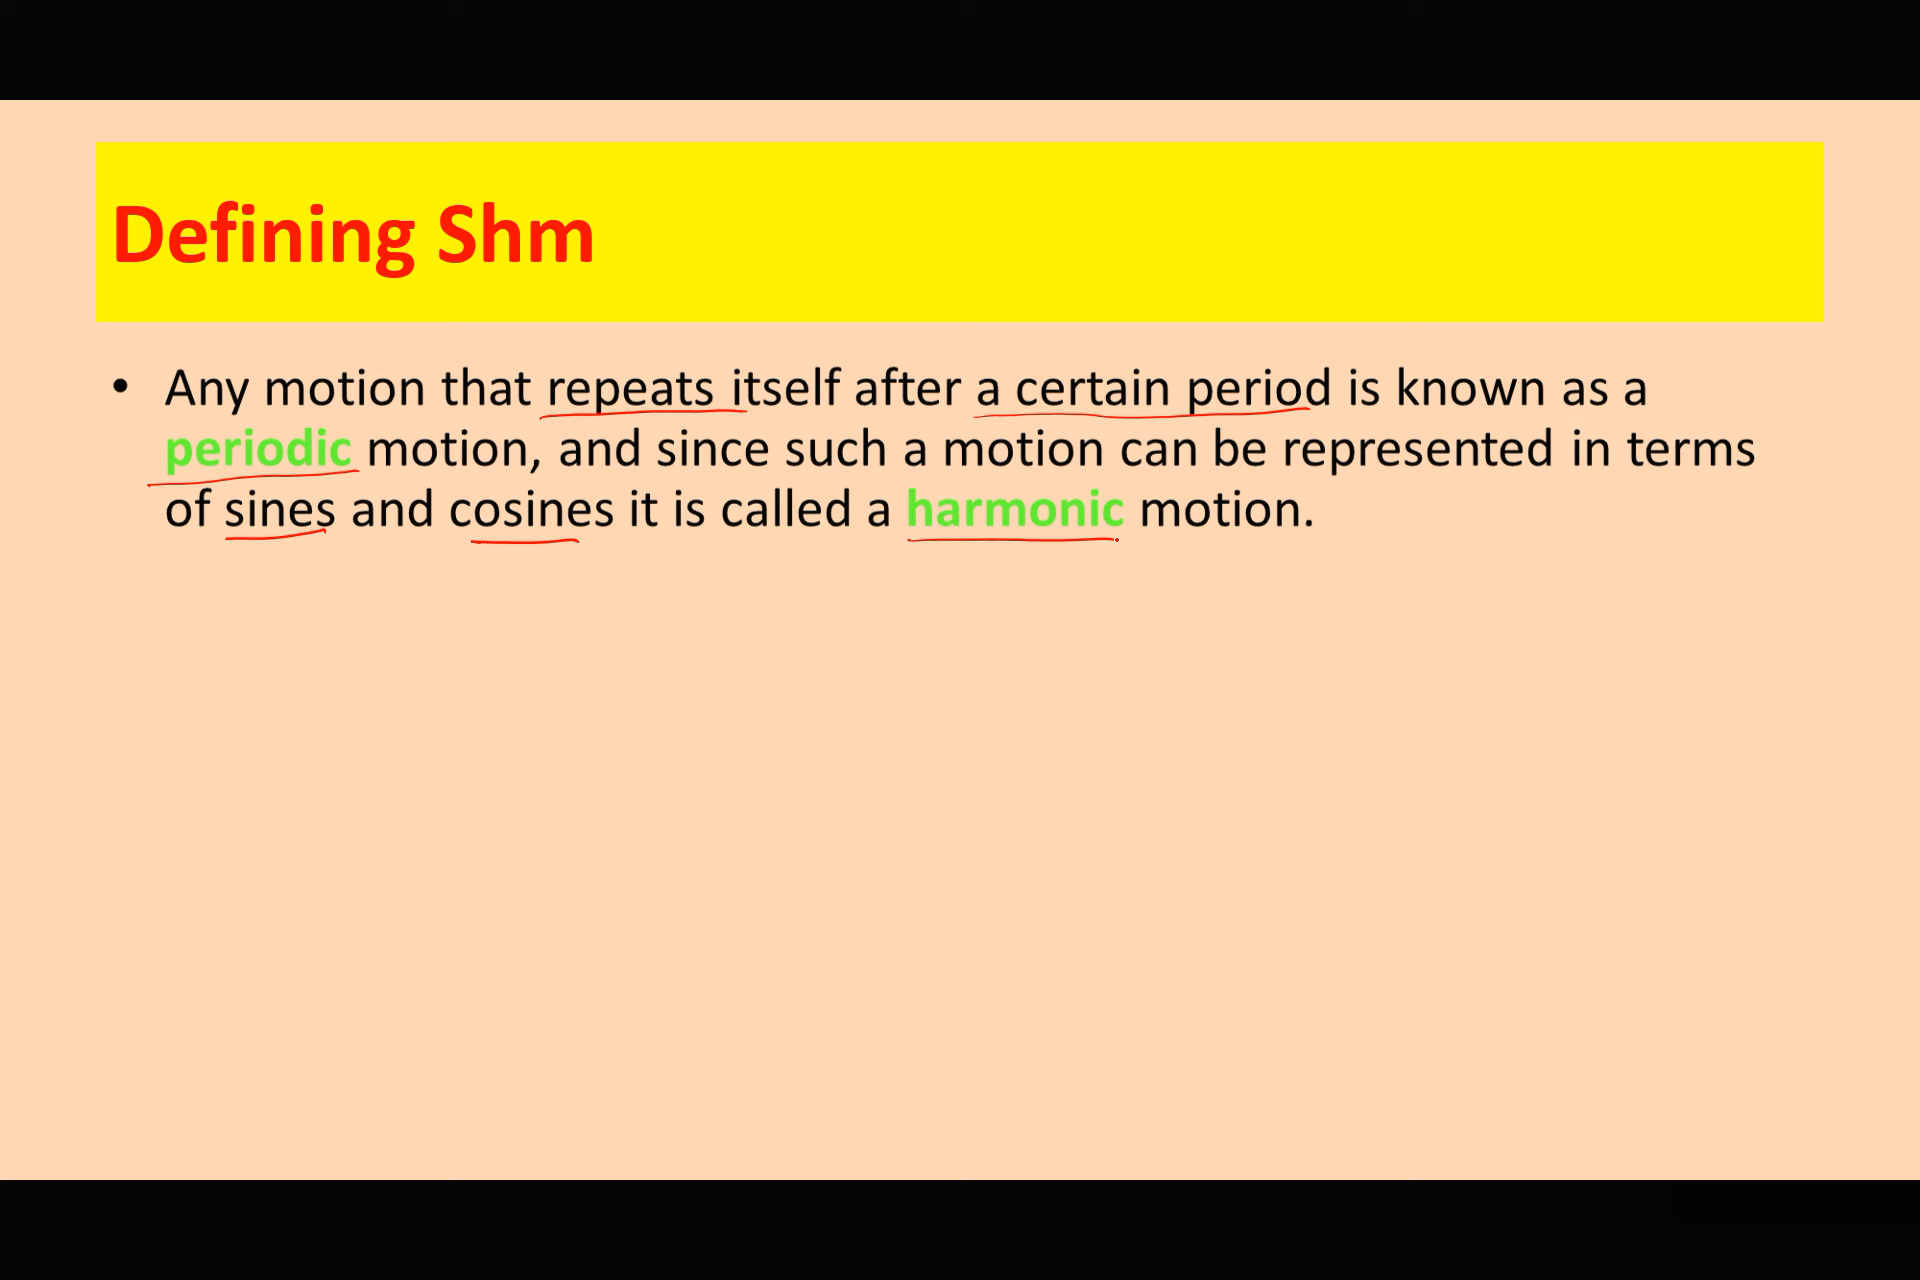 Defining Shm
• Any motion that repeats itself after a certain period is known as a
periodic motion, and since such a motion can be represented in terms
of sines and cosines it is called a harmonic motion.